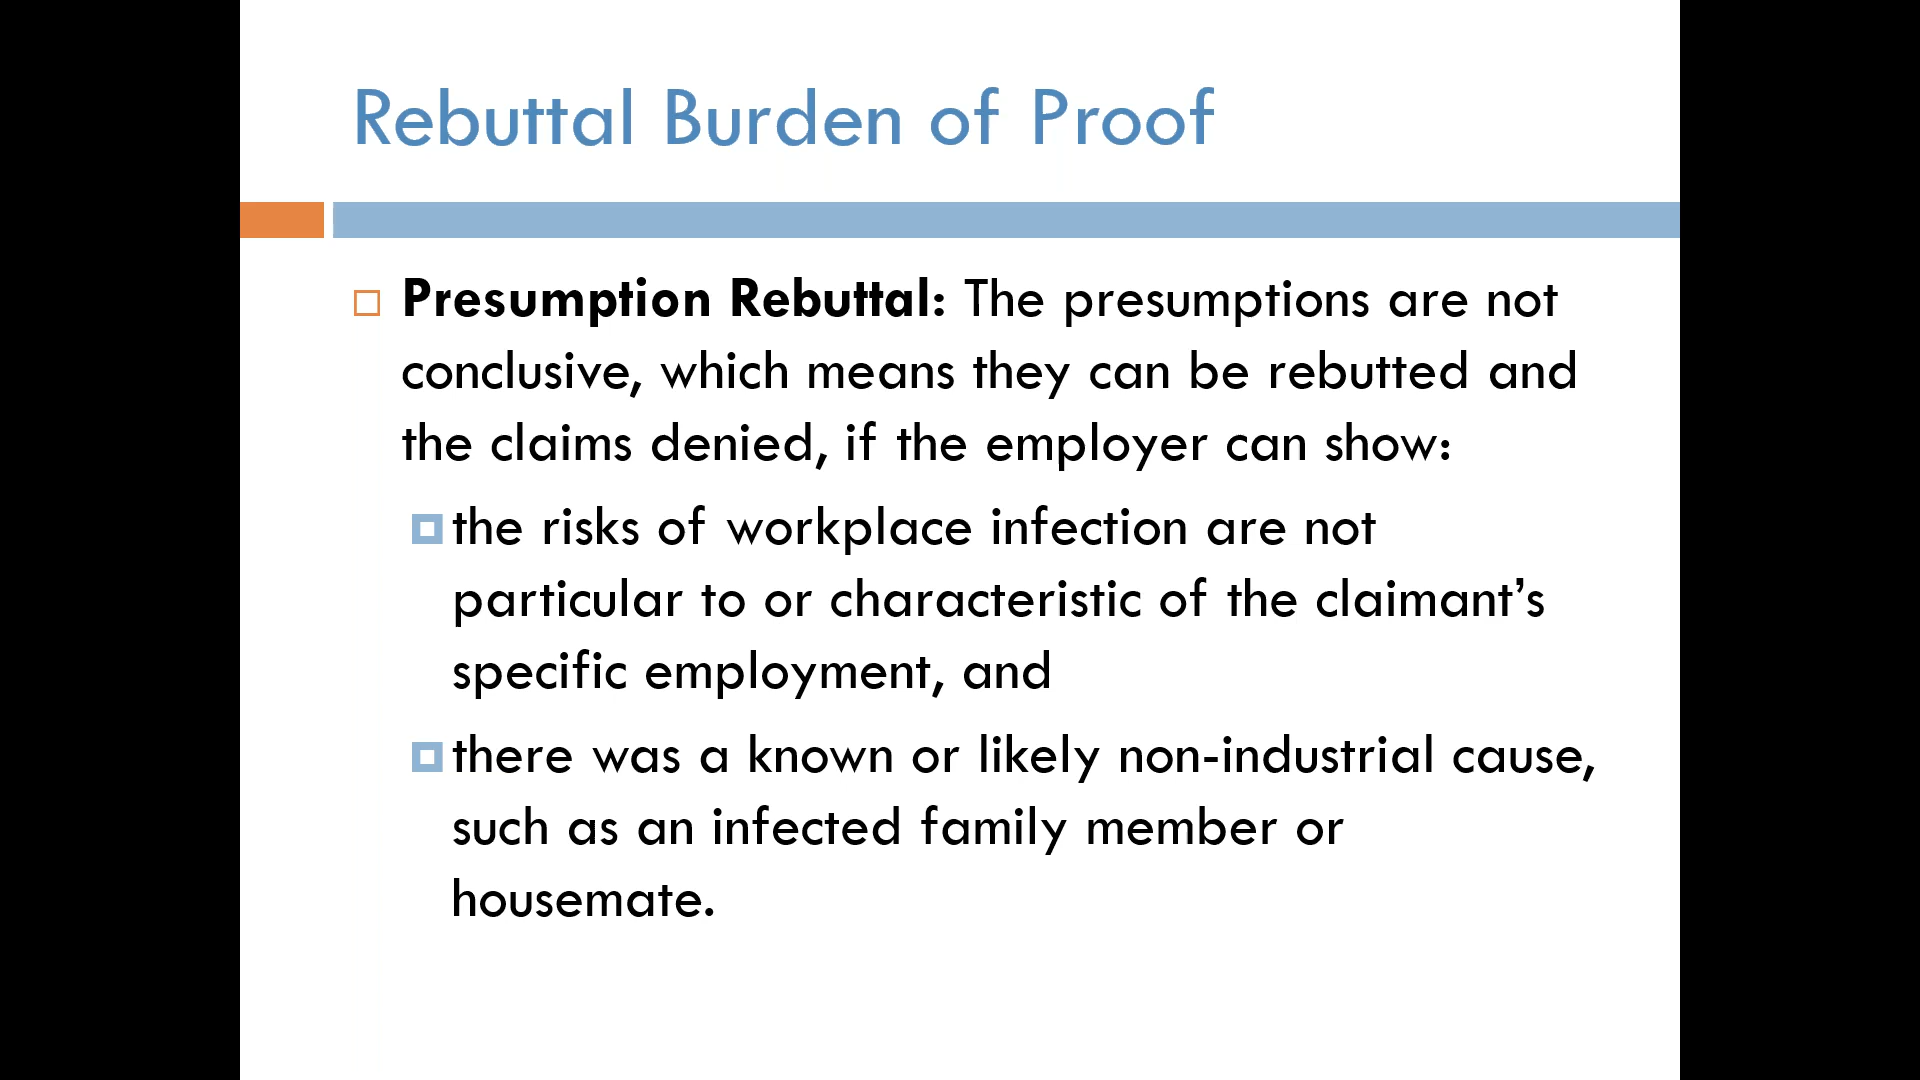 Rebuttal Burden of Proof
Presumption Rebuttal: The presumptions are not
conclusive, which means they can be rebutted and
the claims denied, if the employer can show:
the risks of workplace infection are not
particular to or characteristic of the claimant’s
specific employment, and
there was a known or likely non-industrial cause,
such as an infected family member or
housemate.